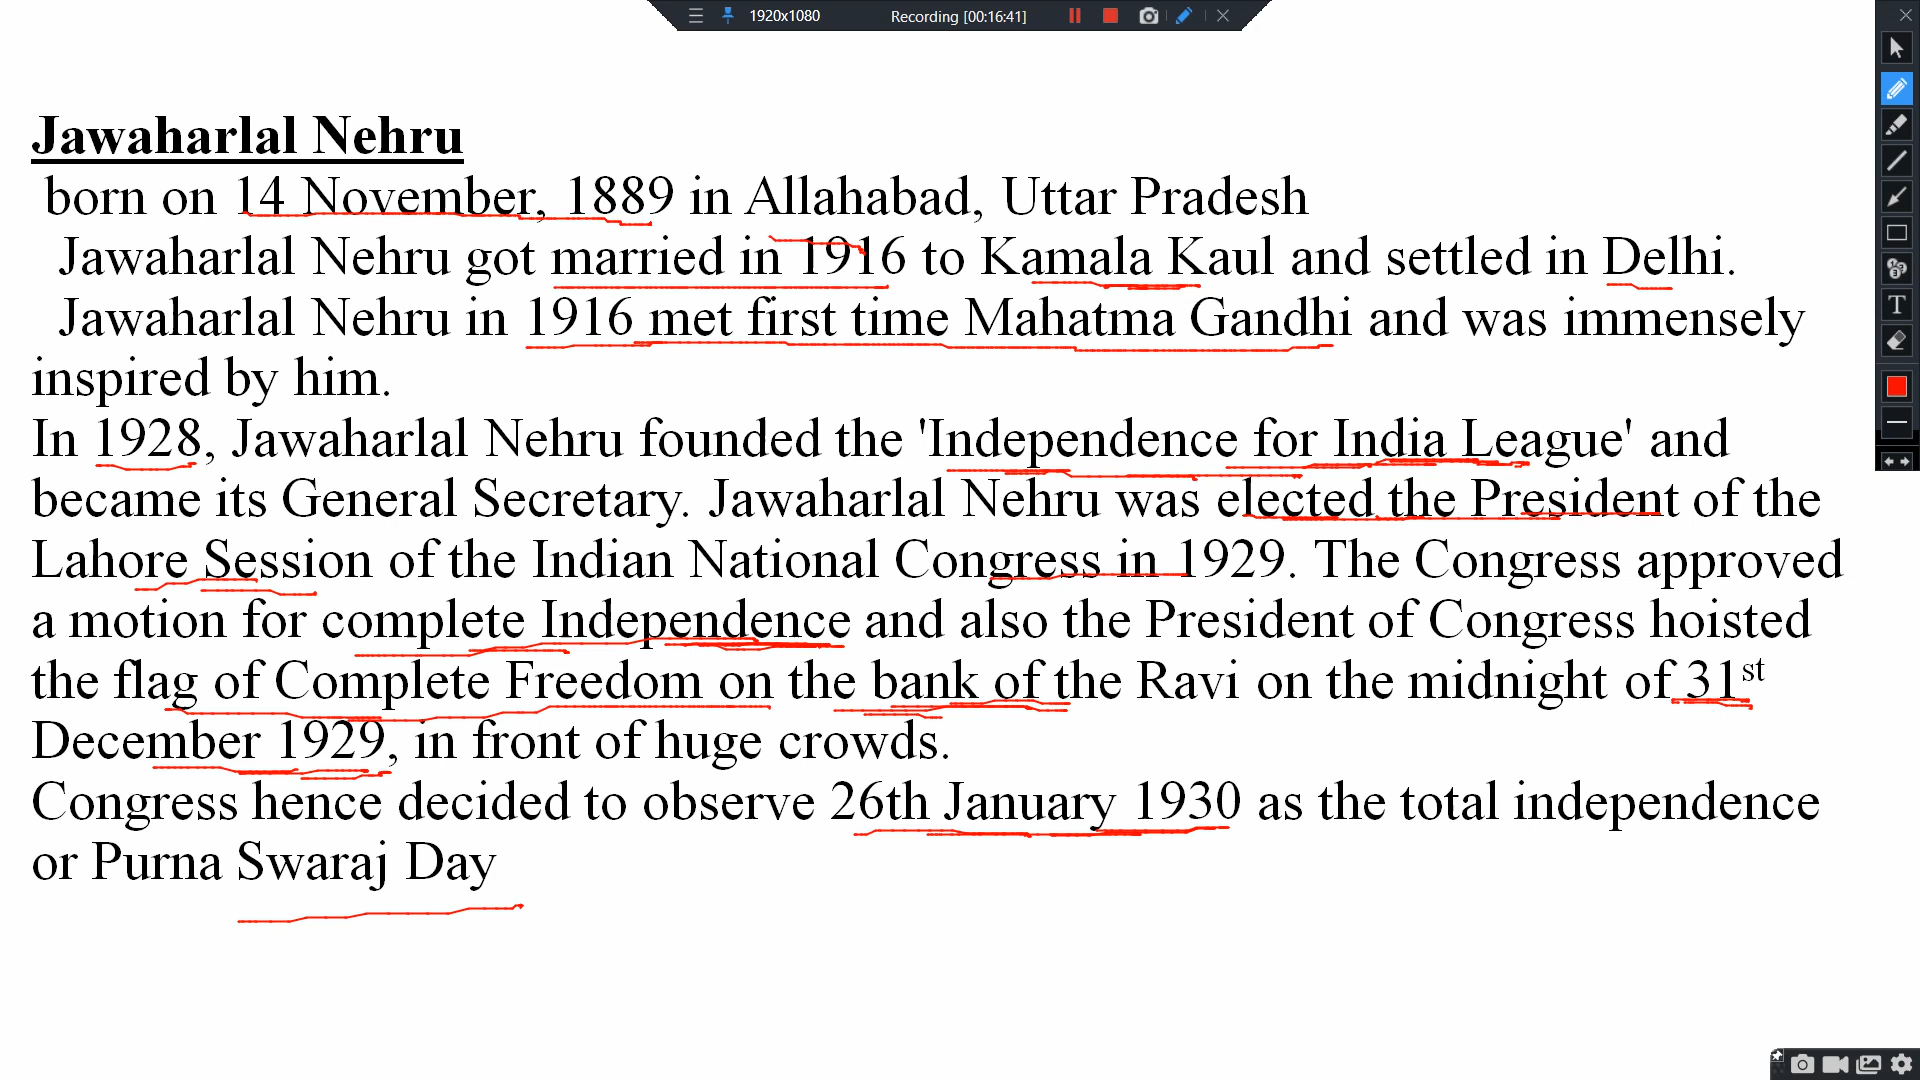 1920x1080
Recording [00:16:41]
Jawaharlal Nehru
born on 14 November, 1889 in Allahabad, Uttar Pradesh
Jawaharlal Nehru got married in 1916 to Kamala Kaul and settled in Delhi.
Jawaharlal Nehru in 1916 met first time Mahatma Gandhi and was immensely
inspired by him.
In 1928, Jawaharlal Nehru founded the 'Independence for India League' and
became its General Secretary. Jawaharlal Nehru was elected the President of the
Lahore Session of the Indian National Congress in 1929. The Congress approved
a motion for complete Independence and also the President of Congress hoisted
the flag of Complete Freedom on the bank of the Ravi on the midnight of 31st
December 1929, in front of huge crowds.
Congress hence decided to observe 26th January 1930 as the total independence
or Purna Swaraj Day